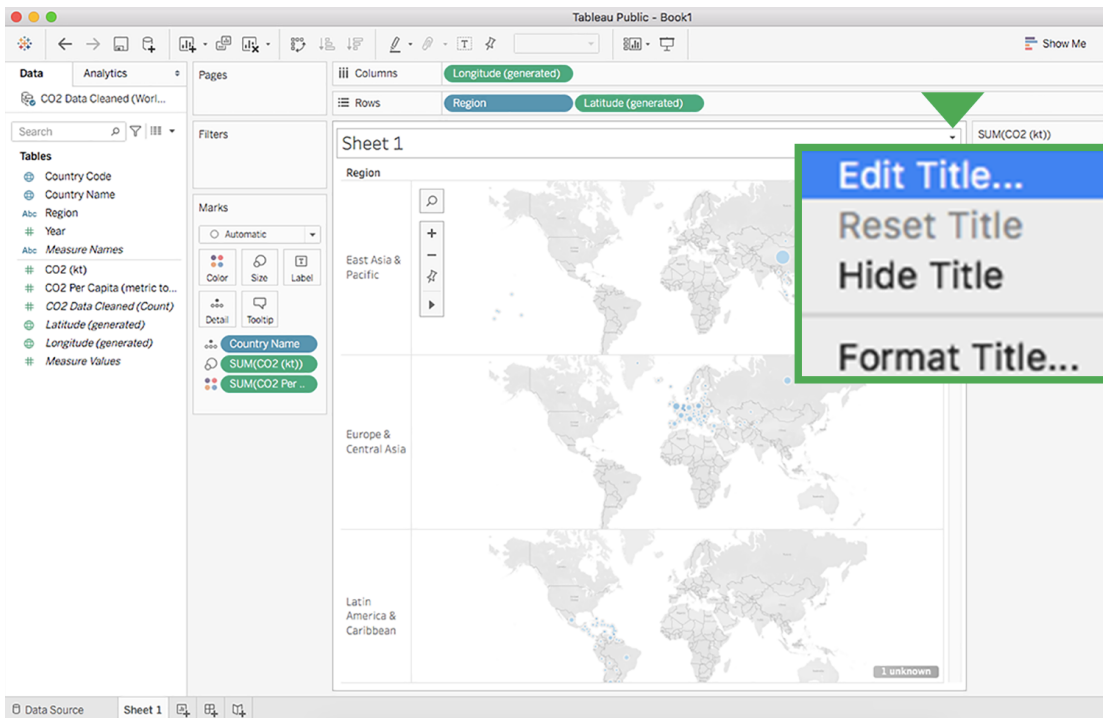 Tableau Public - Book1
Show Me
Data
Analytics
CO2 Data Cleaned (Worl...
Search
Tables
Country Code
Country Name
Abc Region
# Year
Abc Measure Names
# CO2 (kt)
# CO2 Per Capita (metric to...
# CO2 Data Cleaned (Count)
Latitude (generated)
Longitude (generated)
# Measure Values
Pages
Filters
Marks
Automatic
Color
Size
Label
Detail
Tooltip
Country Name
SUM(CO2 (kt))
SUM(CO2 Per ..
Columns
Longitude (generated)
Rows
Region
Latitude (generated)
Sheet 1
SUM(CO2 (kt))
Region
East Asia &
Pacific
Europe &
Central Asia
Latin
America &
Caribbean
1 unknown
Edit Title...
Reset Title
Hide Title
Format Title...
Data Source
Sheet 1